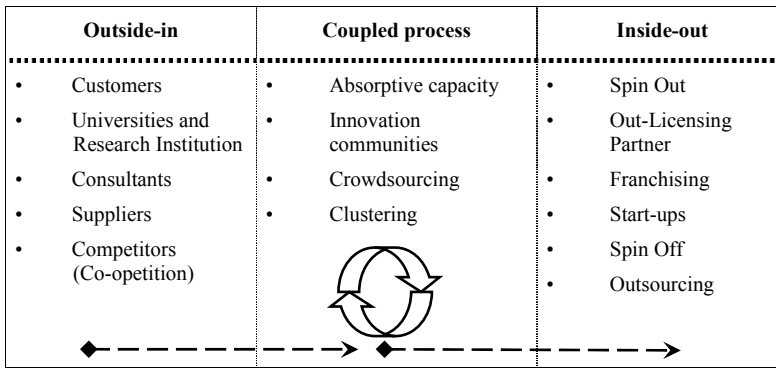 Outside-in
• Customers
• Universities and
Research Institution
• Consultants
• Suppliers
• Competitors
(Co-opetition)
Coupled process
• Absorptive capacity
• Innovation
communities
• Crowdsourcing
• Clustering
Inside-out
• Spin Out
• Out-Licensing
Partner
• Franchising
• Start-ups
• Spin Off
• Outsourcing